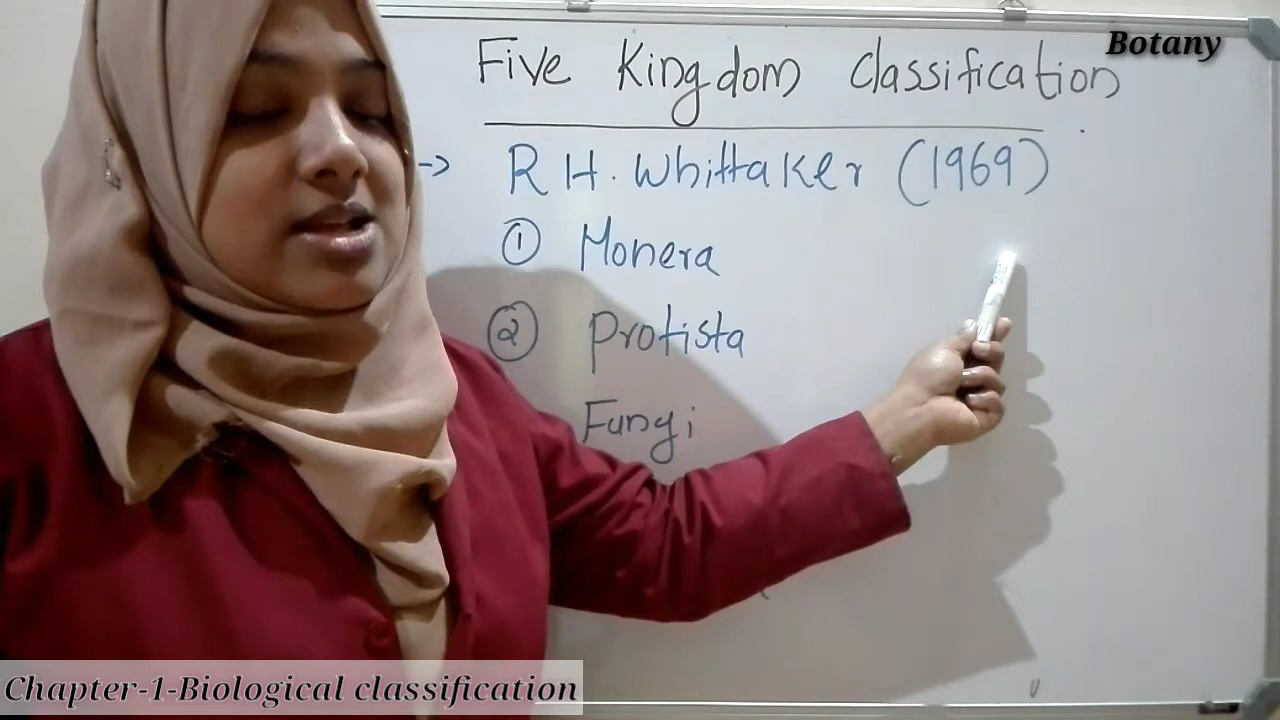 Botany
Five Kingdom Classification
-> R H. Whittaker (1969)
① Monera
② Protista
Fungi
Chapter-1-Biological classification